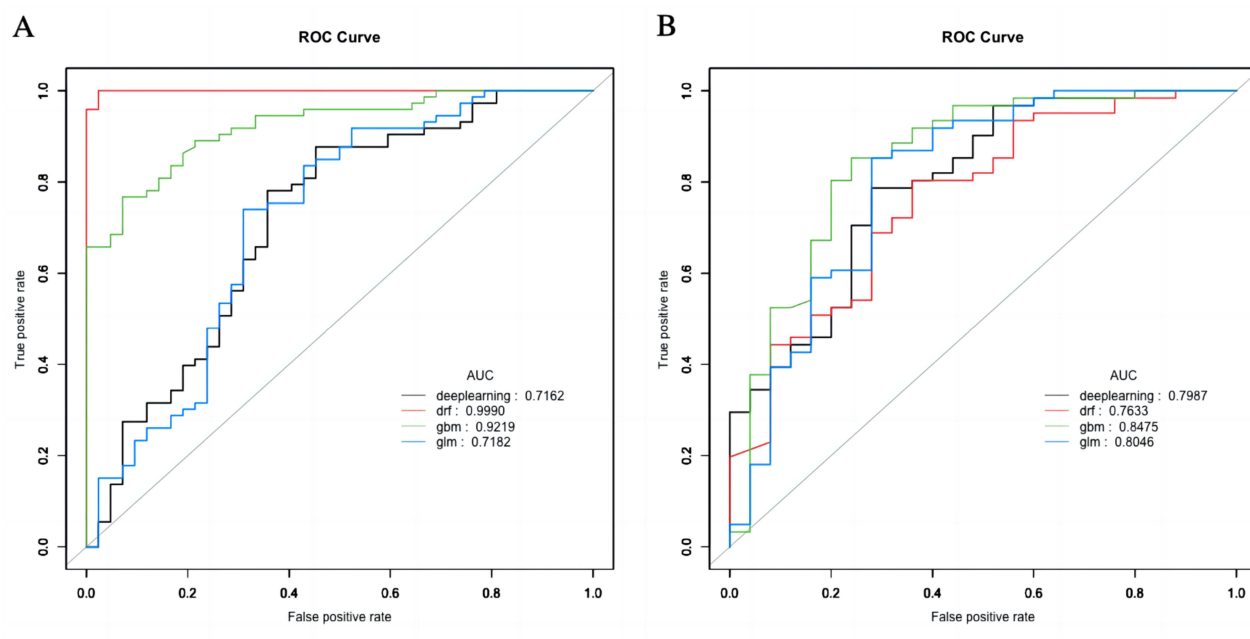 A
ROC Curve
True positive rate
1.0
0.8
0.6
0.4
0.2
0.0
AUC
deeplearning : 0.7162
drf : 0.9990
gbm : 0.9219
glm : 0.7182
0.0 0.2 0.4 0.6 0.8 1.0
False positive rate
B
ROC Curve
True positive rate
1.0
0.8
0.6
0.4
0.2
0.0
AUC
deeplearning : 0.7987
drf : 0.7633
gbm : 0.8475
glm : 0.8046
0.0 0.2 0.4 0.6 0.8 1.0
False positive rate